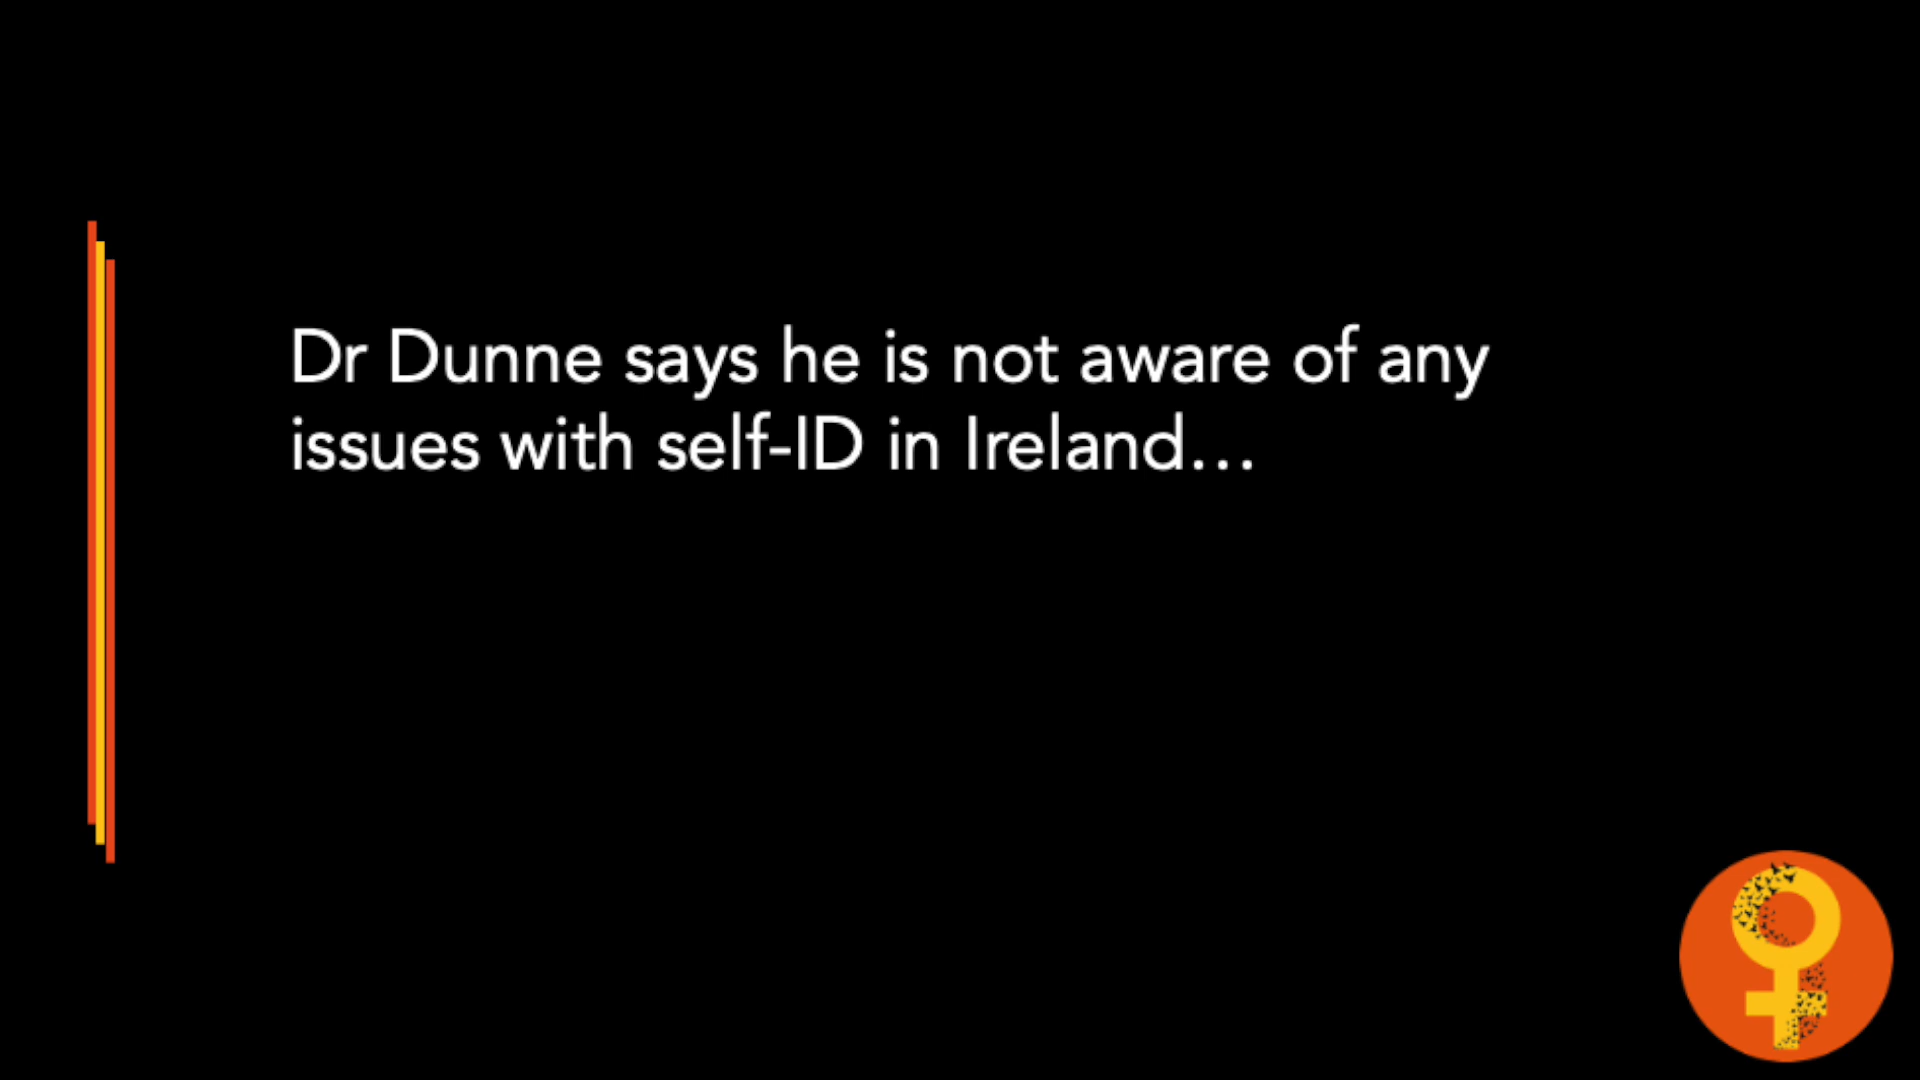 Dr Dunne says he is not aware of any
issues with self-ID in Ireland…